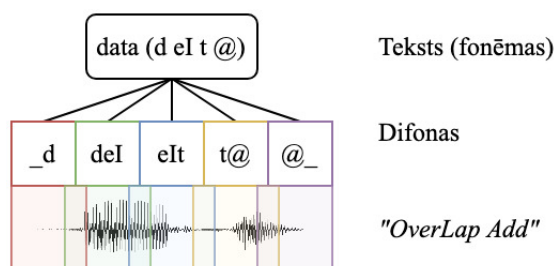 data (d eI t @)
Teksts (fonēmas)
_d
deI
eIt
t@
@_
Difonas
"OverLap Add"